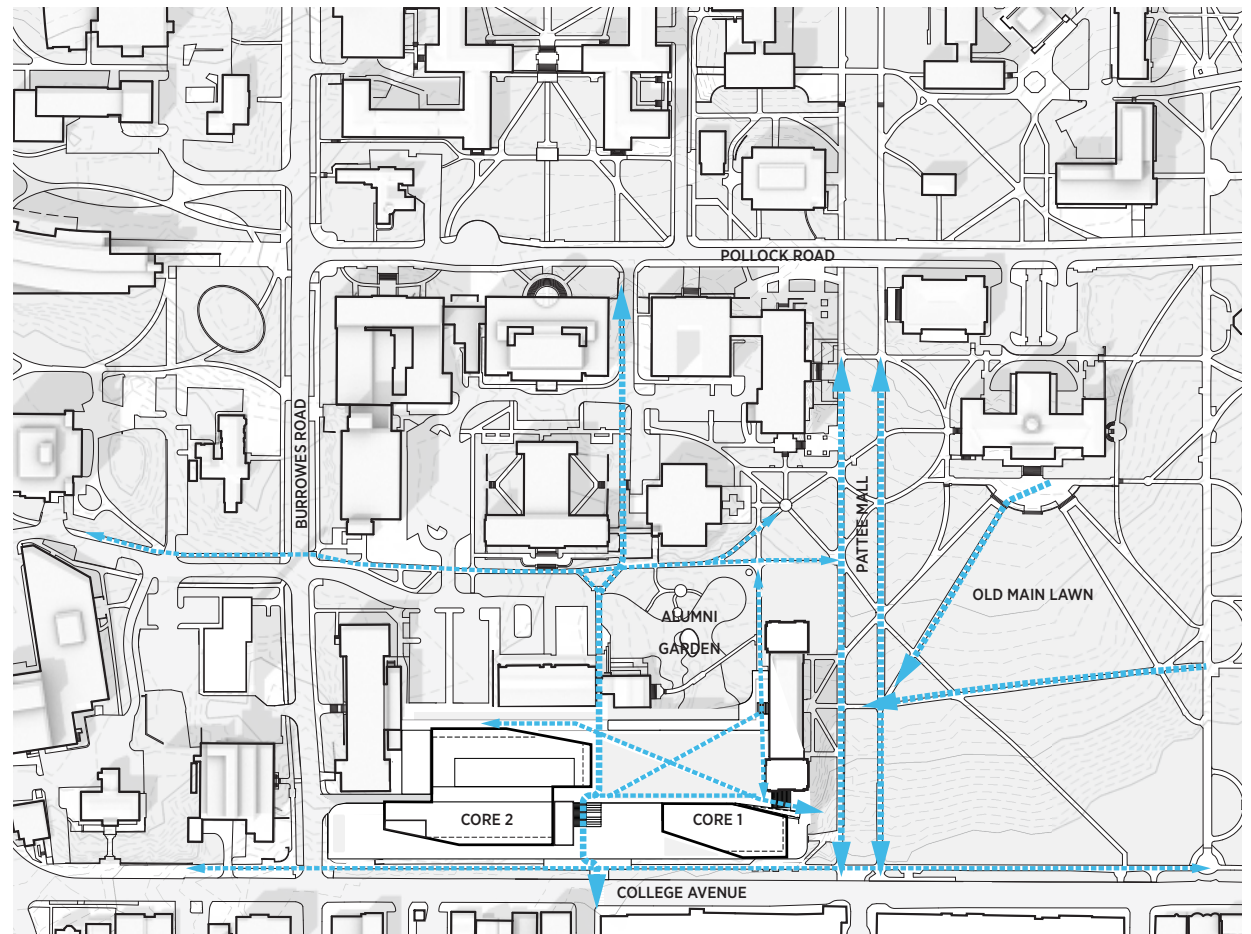 POLLOCK ROAD
BURROWES ROAD
PATTEE MALL
OLD MAIN LAWN
ALUMNI
GARDEN
CORE 2
CORE 1
COLLEGE AVENUE